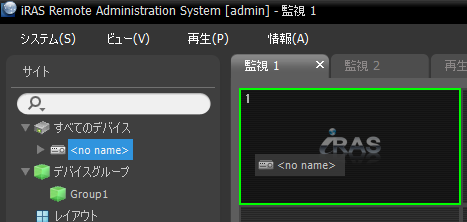 iRAS Remote Administration System [admin] - 監視 1
システム(S) ビュー(V) 再生(P) 情報(A)
サイト
監視 1 × 監視 2 再生
すべてのデバイス
<no name>
デバイスグループ
Group1
レイアウト
1
iRAS
<no name>